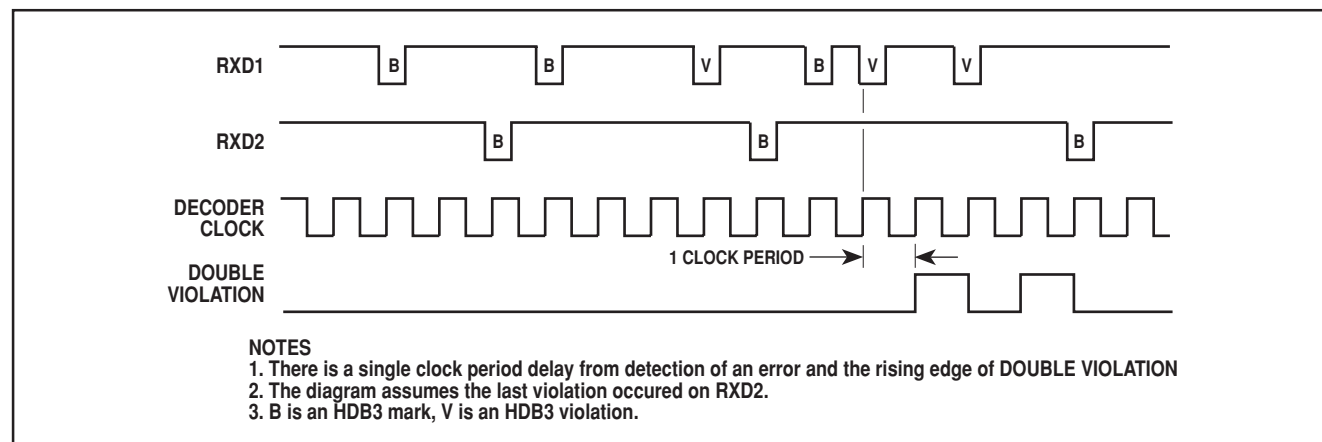 RXD1
B
B
V
B
V
V
RXD2
B
B
B
DECODER
CLOCK
1 CLOCK PERIOD
DOUBLE
VIOLATION
NOTES
1. There is a single clock period delay from detection of an error and the rising edge of DOUBLE VIOLATION
2. The diagram assumes the last violation occured on RXD2.
3. B is an HDB3 mark, V is an HDB3 violation.